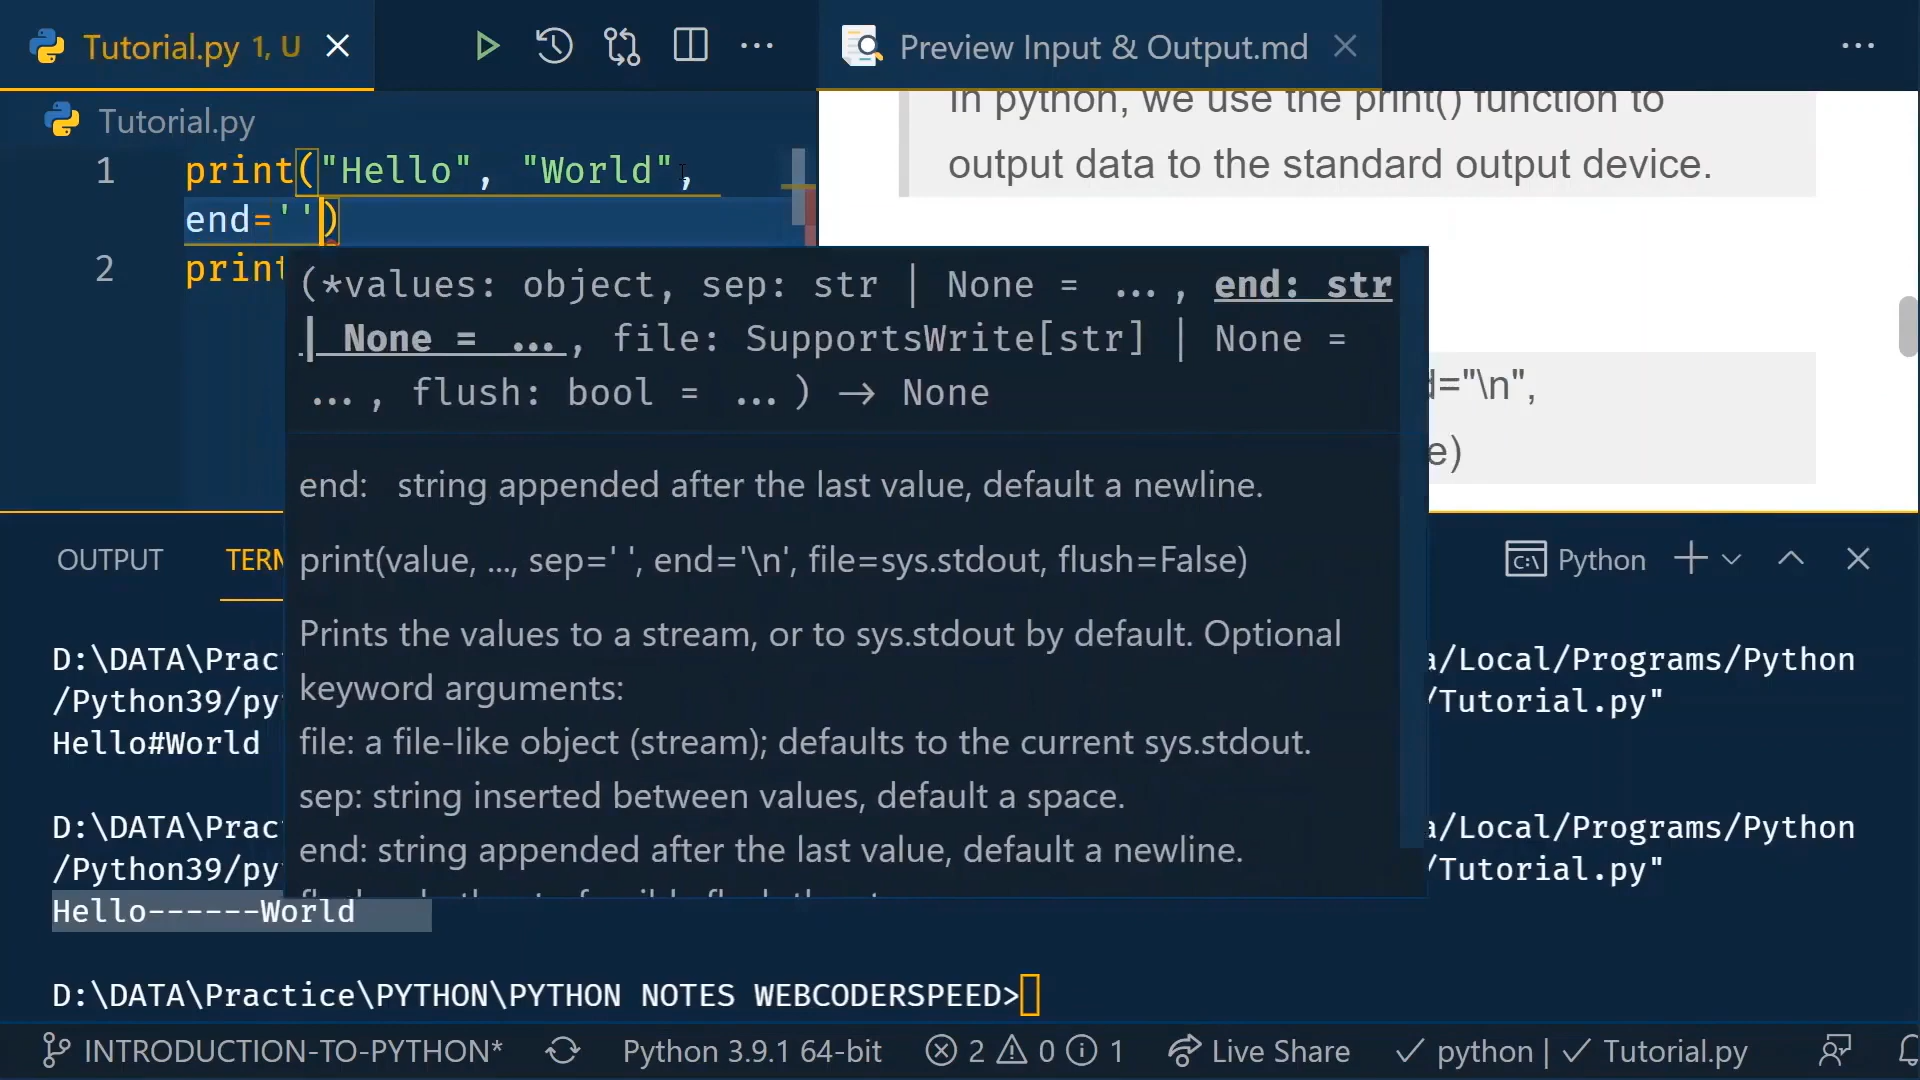 Tutorial.py 1, U
Preview Input & Output.md
Tutorial.py
1 print("Hello", "World",
end='')
2 print
In python, we use the print() function to
output data to the standard output device.
="\n",
e)
(*values: object, sep: str | None = ..., end: str
| None = ..., file: SupportsWrite[str] | None =
..., flush: bool = ...) → None
end: string appended after the last value, default a newline.
print(value, ..., sep=' ', end='\n', file=sys.stdout, flush=False)
Prints the values to a stream, or to sys.stdout by default. Optional
keyword arguments:
file: a file-like object (stream); defaults to the current sys.stdout.
sep: string inserted between values, default a space.
end: string appended after the last value, default a newline.
OUTPUT TERM
Python
D:\DATA\Pract a/Local/Programs/Python
/Python39/py /Tutorial.py"
Hello#World
D:\DATA\Pract a/Local/Programs/Python
/Python39/py /Tutorial.py"
Hello------World
D:\DATA\Practice\PYTHON\PYTHON NOTES WEBCODERSPEED>
INTRODUCTION-TO-PYTHON* Python 3.9.1 64-bit 2 0 1 Live Share python | Tutorial.py